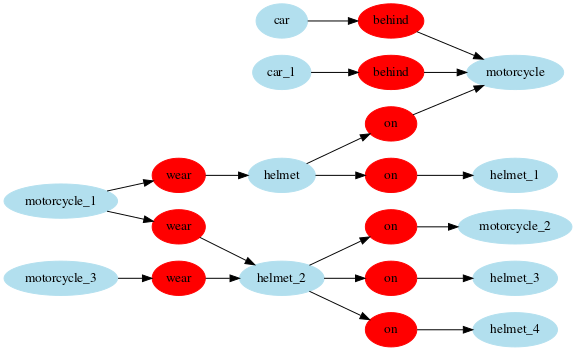 car
behind
car_1
behind
motorcycle
on
wear
helmet
on
helmet_1
motorcycle_1
wear
on
motorcycle_2
motorcycle_3
wear
helmet_2
on
helmet_3
on
helmet_4